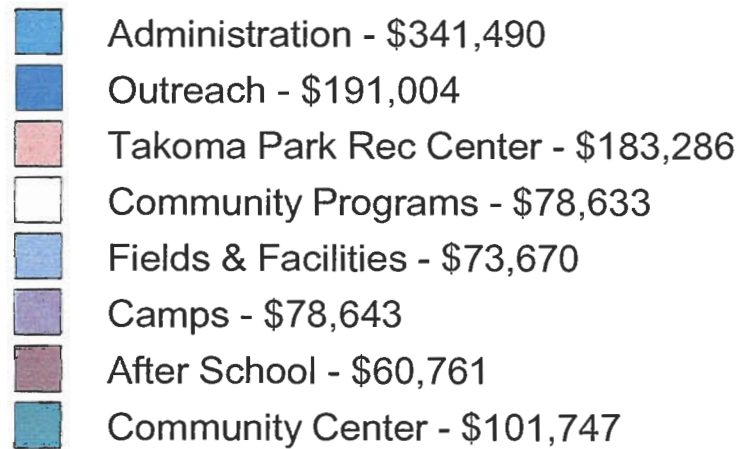 Administration - $341,490
Outreach - $191,004
Takoma Park Rec Center - $183,286
Community Programs - $78,633
Fields & Facilities - $73,670
Camps - $78,643
After School - $60,761
Community Center - $101,747